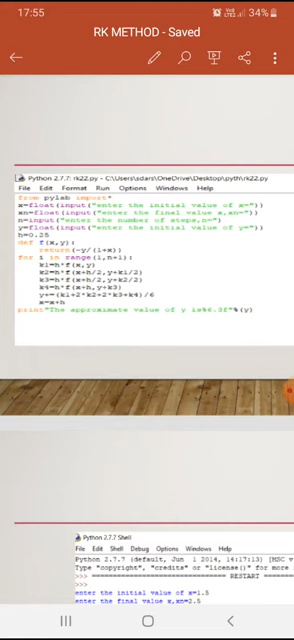 17:55
34%
RK METHOD - Saved
Python 2.7.7: rk22.py - C:\Users\sdars\OneDrive\Desktop\pyth\rk22.py
File Edit Format Run Options Windows Help
from pylab import*
x=float(input("enter the initial value of x="))
xn=float(input("enter the final value x,xn="))
n=input("enter the number of steps,n=")
y=float(input("enter the initial value of y="))
h=0.25
def f(x,y):
return(-y/(1+x))
for i in range(1,n+1):
k1=h*f(x,y)
k2=h*f(x+h/2,y+k1/2)
k3=h*f(x+h/2,y+k2/2)
k4=h*f(x+h,y+k3)
y+=(k1+2*k2+2*k3+k4)/6
x=x+h
print"The approximate value of y is%6.3f"%(y)
Python 2.7.7 Shell
File Edit Shell Debug Options Windows Help
Python 2.7.7 (default, Jun 1 2014, 14:17:13) [MSC v
Type "copyright", "credits" or "license()" for more
>>> ================================ RESTART
>>>
enter the initial value of x=1.5
enter the final value x,xn=2.5